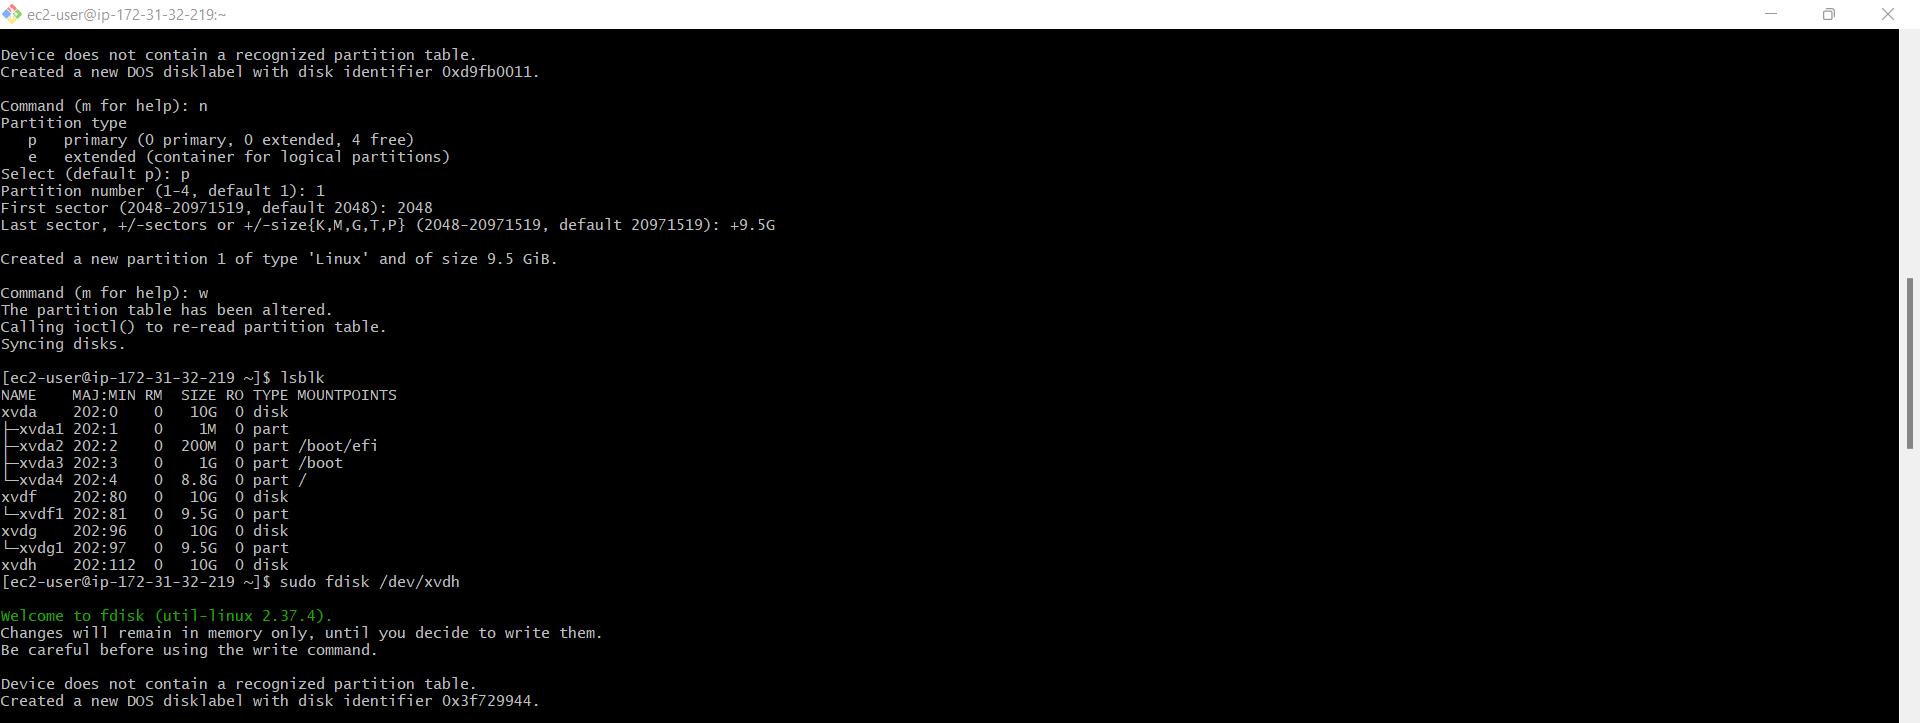 ec2-user@ip-172-31-32-219:~
Device does not contain a recognized partition table.
Created a new DOS disklabel with disk identifier 0xd9fb0011.
Command (m for help): n
Partition type
   p   primary (0 primary, 0 extended, 4 free)
   e   extended (container for logical partitions)
Select (default p): p
Partition number (1-4, default 1): 1
First sector (2048-20971519, default 2048): 2048
Last sector, +/-sectors or +/-size{K,M,G,T,P} (2048-20971519, default 20971519): +9.5G
Created a new partition 1 of type 'Linux' and of size 9.5 GiB.
Command (m for help): w
The partition table has been altered.
Calling ioctl() to re-read partition table.
Syncing disks.
[ec2-user@ip-172-31-32-219 ~]$ lsblk
NAME    MAJ:MIN RM  SIZE RO TYPE MOUNTPOINTS
xvda    202:0    0   10G  0 disk
├─xvda1 202:1    0    1M  0 part
├─xvda2 202:2    0  200M  0 part /boot/efi
├─xvda3 202:3    0    1G  0 part /boot
└─xvda4 202:4    0  8.8G  0 part /
xvdf    202:80   0   10G  0 disk
└─xvdf1 202:81   0  9.5G  0 part
xvdg    202:96   0   10G  0 disk
└─xvdg1 202:97   0  9.5G  0 part
xvdh    202:112  0   10G  0 disk
[ec2-user@ip-172-31-32-219 ~]$ sudo fdisk /dev/xvdh
Welcome to fdisk (util-linux 2.37.4).
Changes will remain in memory only, until you decide to write them.
Be careful before using the write command.
Device does not contain a recognized partition table.
Created a new DOS disklabel with disk identifier 0x3f729944.